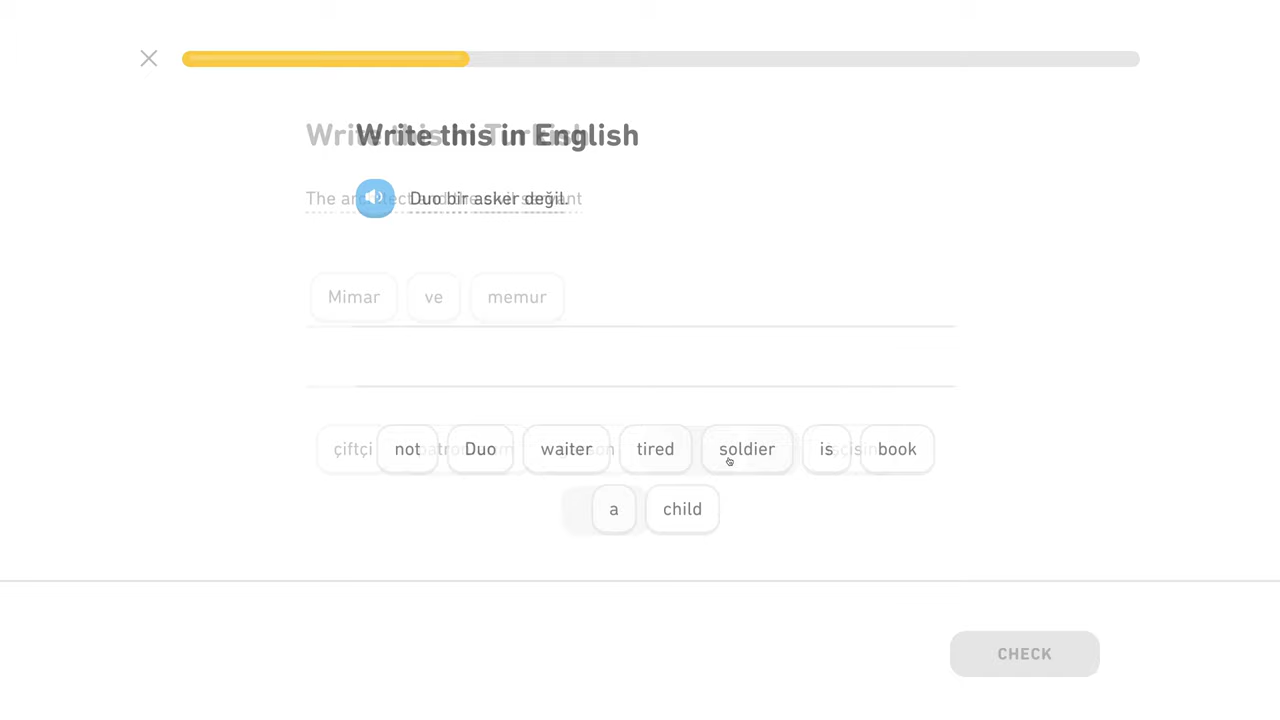 Write this in English
Duo bir asker değil.
Mimar ve memur
çiftçi not Duo waiter tired soldier is book
a child
CHECK